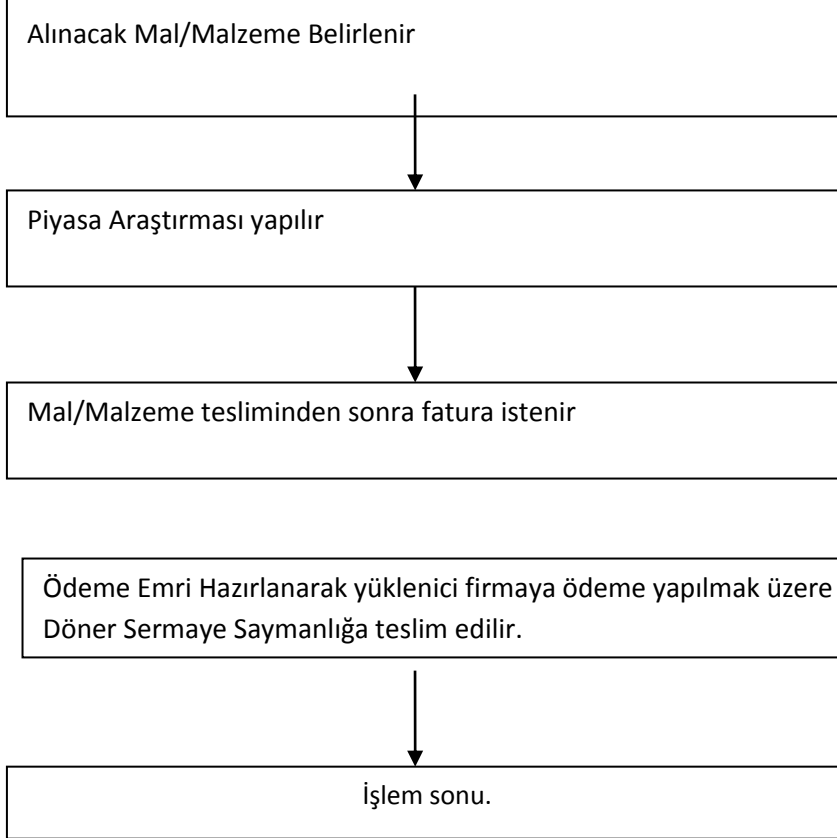 Alınacak Mal/Malzeme Belirlenir
Piyasa Araştırması yapılır
Mal/Malzeme tesliminden sonra fatura istenir
Ödeme Emri Hazırlanarak yüklenici firmaya ödeme yapılmak üzere
Döner Sermaye Saymanlığa teslim edilir.
İşlem sonu.